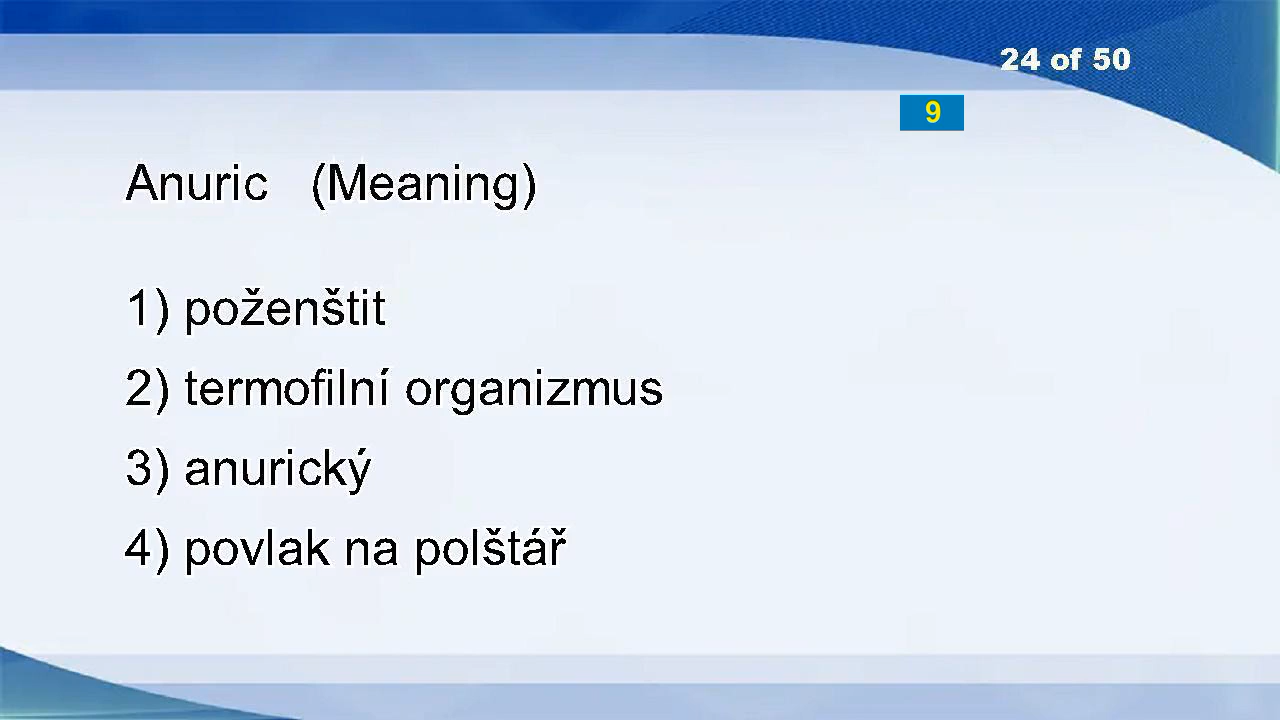 24 of 50
9
Anuric (Meaning)
1) poženštit
2) termofilní organizmus
3) anurický
4) povlak na polštář